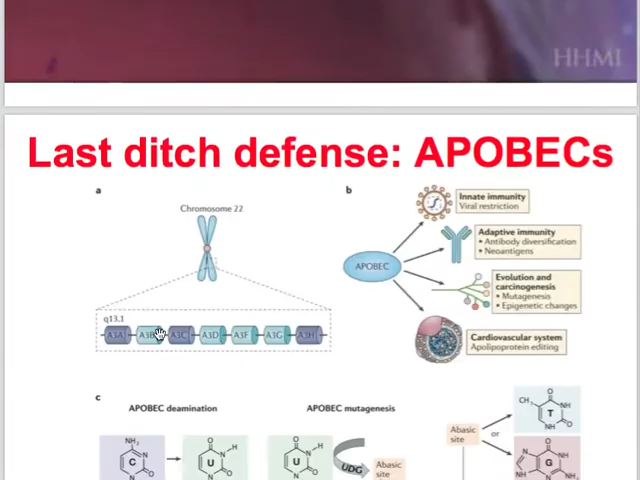 HHMI
Last ditch defense: APOBECs
a
Chromosome 22
q13.1
A3A A3B A3C A3D A3F A3G A3H
b
APOBEC
Innate immunity
Viral restriction
Adaptive immunity
• Antibody diversification
• Neoantigens
Evolution and
carcinogenesis
• Mutagenesis
• Epigenetic changes
Cardiovascular system
Apolipoprotein editing
c
APOBEC deamination
NH₂
C
N
N
O
O
H
U
N
N
O
APOBEC mutagenesis
O
H
U
N
N
O
UDG
Abasic
site
Abasic
site
or
O
CH₃
NH
T
NH
O
O
N
NH
G
NH
N
NH₂